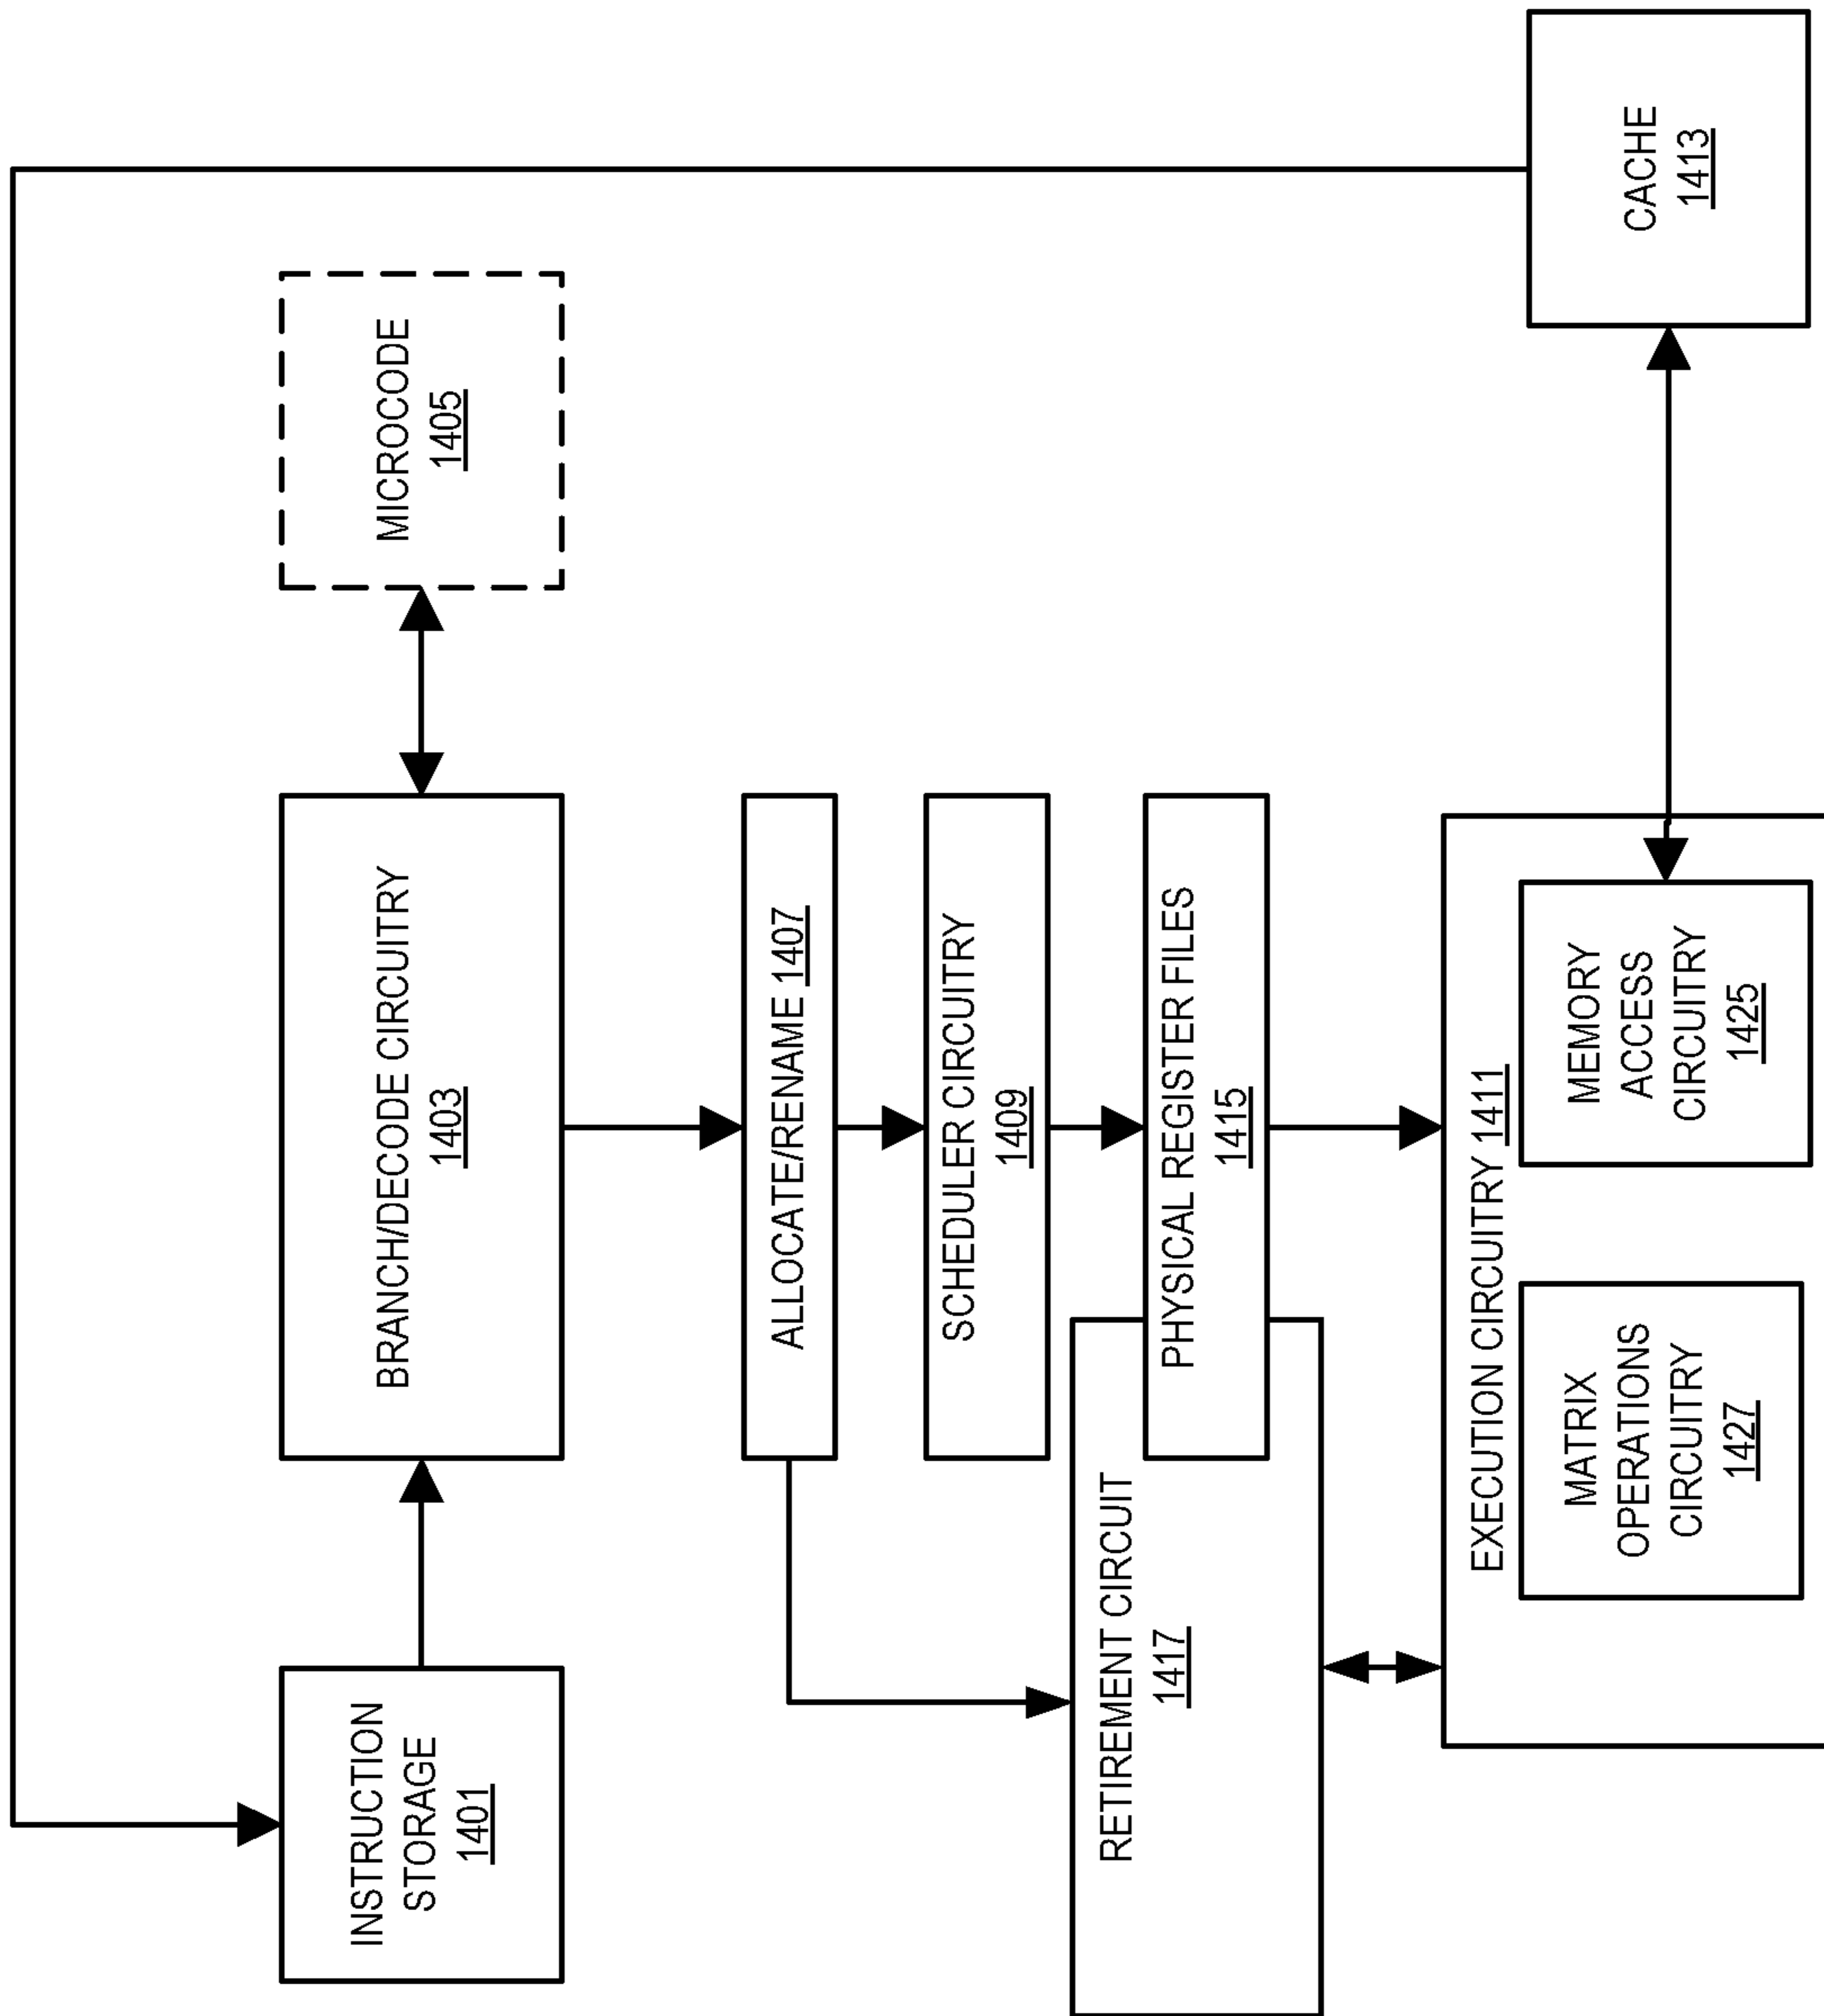 INSTRUCTION
STORAGE
1401
BRANCH/DECODE CIRCUITRY
1403
MICROCODE
1405
ALLOCATE/RENAME 1407
SCHEDULER CIRCUITRY
1409
RETIREMENT CIRCUIT
1417
PHYSICAL REGISTER FILES
1415
EXECUTION CIRCUITRY 1411
MATRIX
OPERATIONS
CIRCUITRY
1427
MEMORY
ACCESS
CIRCUITRY
1425
CACHE
1413